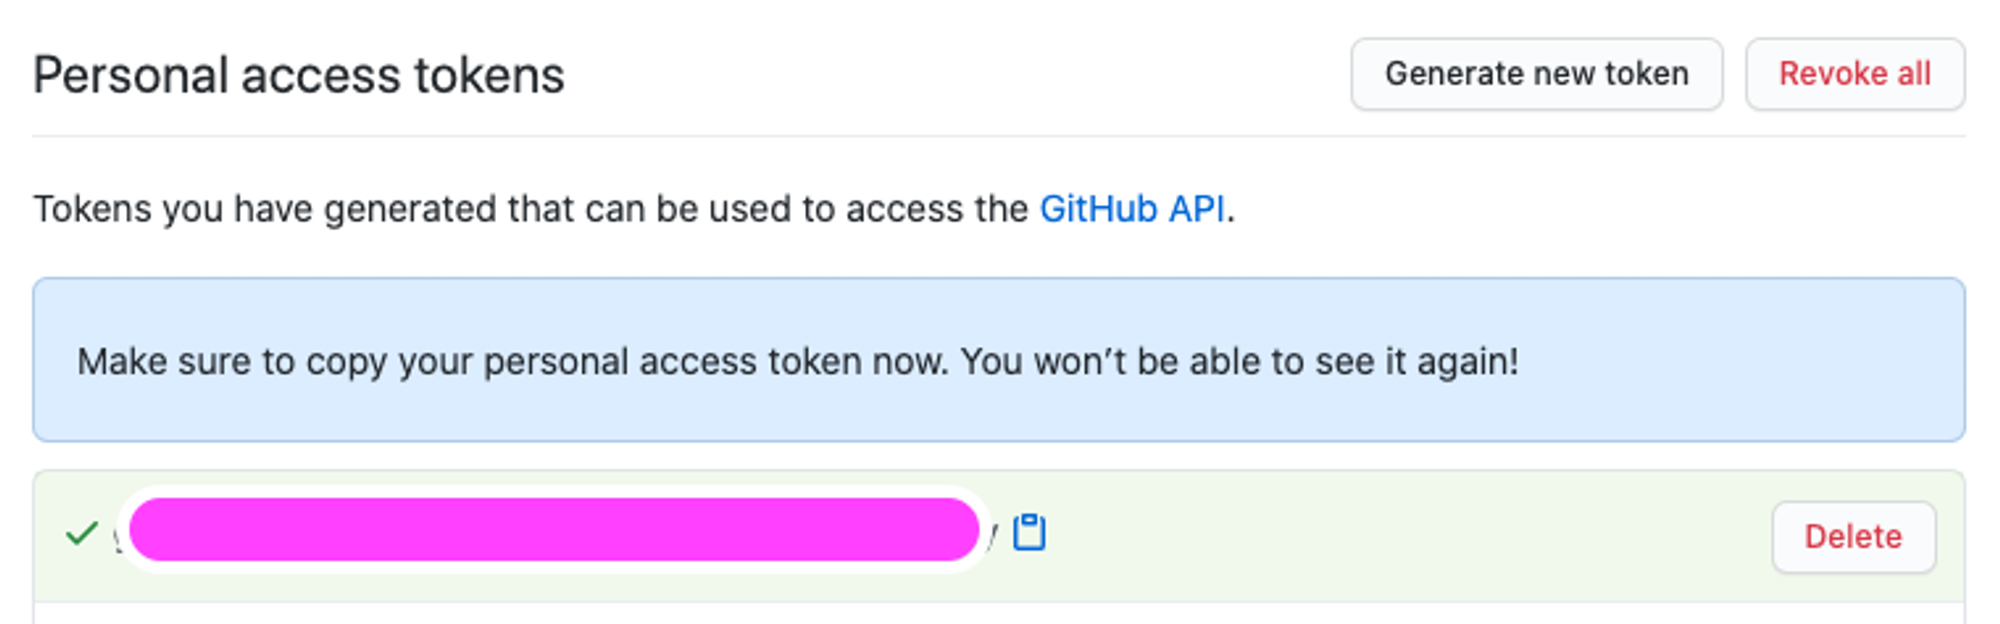 Personal access tokens
Generate new token
Revoke all
Tokens you have generated that can be used to access the GitHub API.
Make sure to copy your personal access token now. You won’t be able to see it again!
Delete